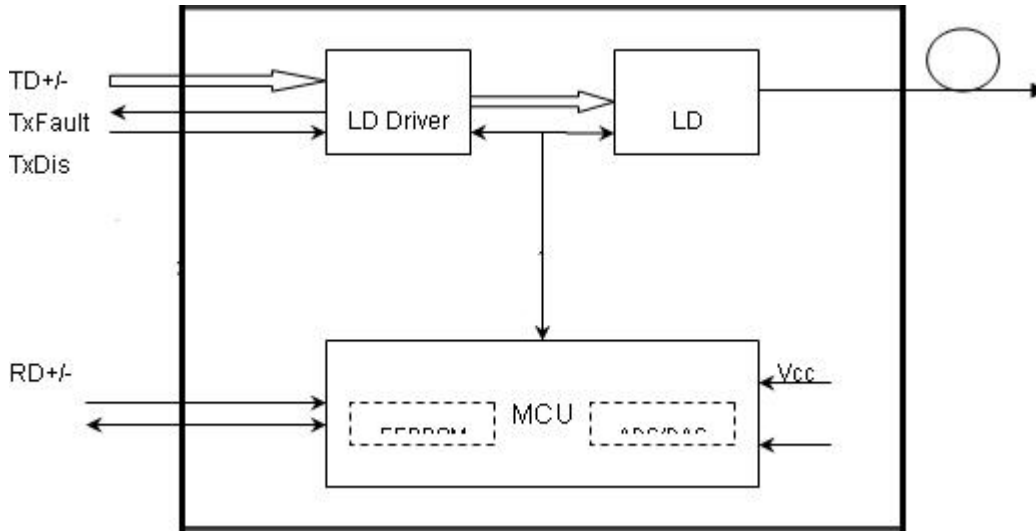 TD+/-
TxFault
TxDis
LD Driver
LD
RD+/-
Vcc
MCU